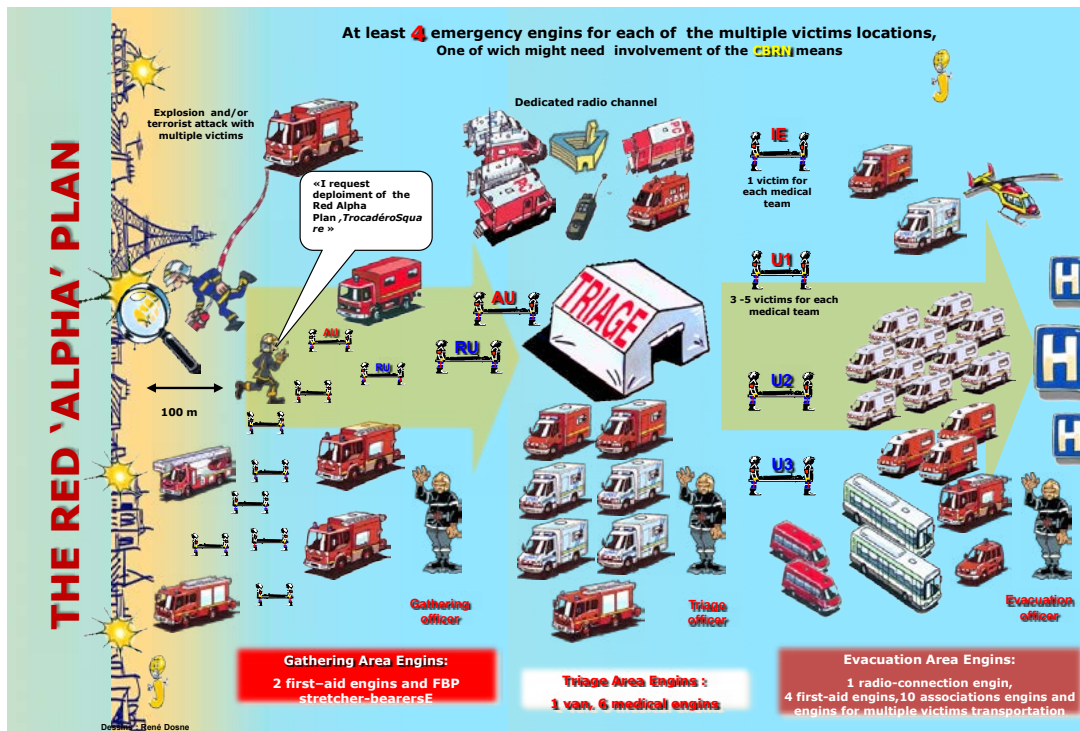 At least 4 emergency engins for each of the multiple victims locations,
One of wich might need involvement of the CBRN means
THE RED ‘ALPHA’ PLAN
Explosion and/or
terrorist attack with
multiple victims
«I request
deploiment of the
Red Alpha
Plan ,TrocadéroSqua
re »
Dedicated radio channel
PC
IE
1 victim for
each medical
team
U1
3 -5 victims for each
medical team
U2
U3
AU
RU
AU
RU
TRIAGE
100 m
H
H
H
Gathering
officer
Triage
officer
Evacuation
officer
Gathering Area Engins:
2 first–aid engins and FBP
stretcher-bearersE
Triage Area Engins :
1 van, 6 medical engins
Evacuation Area Engins:
1 radio-connection engin,
4 first-aid engins,10 associations engins and
engins for multiple victims transportation
Dessins : René Dosne